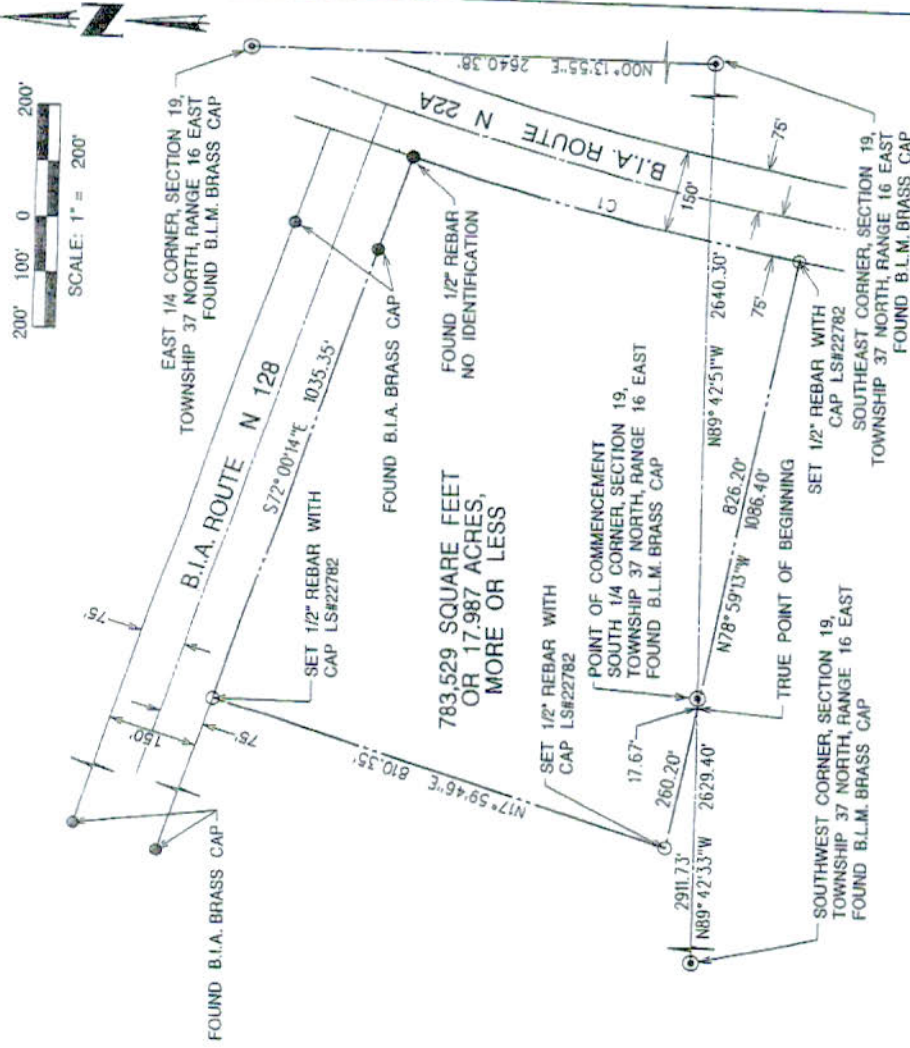 N
200' 100' 0 200'
SCALE: 1" = 200'
EAST 1/4 CORNER, SECTION 19,
TOWNSHIP 37 NORTH, RANGE 16 EAST
FOUND B.L.M. BRASS CAP
N00°13'55"E 2640.38'
B.I.A. ROUTE N 22A
B.I.A. ROUTE N 128
75'
150'
75'
S72°00'14"E 1035.35'
FOUND B.I.A. BRASS CAP
FOUND 1/2" REBAR
NO IDENTIFICATION
FOUND B.I.A. BRASS CAP
SET 1/2" REBAR WITH
CAP LS#22782
C1
150'
75'
75'
783,529 SQUARE FEET
OR 17.987 ACRES,
MORE OR LESS
N17°59'46"E 810.35'
SET 1/2" REBAR WITH
CAP LS#22782
POINT OF COMMENCEMENT
SOUTH 1/4 CORNER, SECTION 19,
TOWNSHIP 37 NORTH, RANGE 16 EAST
FOUND B.L.M. BRASS CAP
N89°42'51"W 2640.30'
17.67'
260.20'
2911.73'
N89°42'33"W 2629.40'
826.20'
N78°59'13"W 1086.40'
TRUE POINT OF BEGINNING
SET 1/2" REBAR WITH
CAP LS#22782
SOUTHEAST CORNER, SECTION 19,
TOWNSHIP 37 NORTH, RANGE 16 EAST
FOUND B.L.M. BRASS CAP
SOUTHWEST CORNER, SECTION 19,
TOWNSHIP 37 NORTH, RANGE 16 EAST
FOUND B.L.M. BRASS CAP